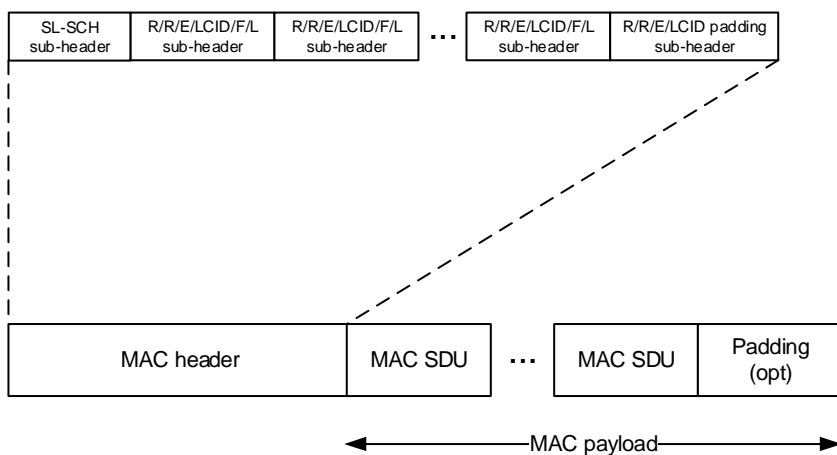 SL-SCH
sub-header
R/R/E/LCID/F/L
sub-header
R/R/E/LCID/F/L
sub-header
...
R/R/E/LCID/F/L
sub-header
R/R/E/LCID padding
sub-header
MAC header
MAC SDU
...
MAC SDU
Padding
(opt)
MAC payload